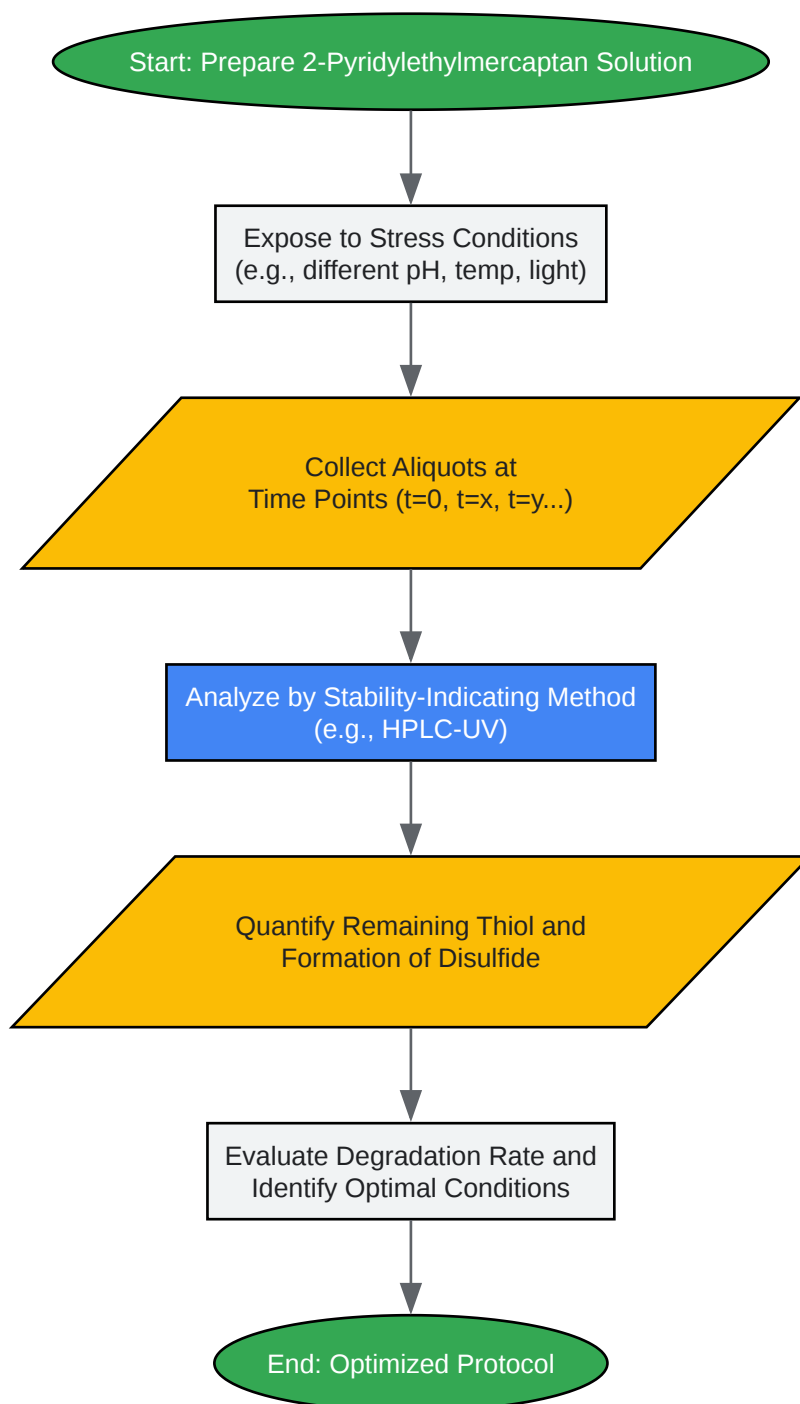 Start: Prepare 2-Pyridylethylmercaptan Solution
Expose to Stress Conditions
(e.g., different pH, temp, light)
Collect Aliquots at
Time Points (t=0, t=x, t=y...)
Analyze by Stability-Indicating Method
(e.g., HPLC-UV)
Quantify Remaining Thiol and
Formation of Disulfide
Evaluate Degradation Rate and
Identify Optimal Conditions
End: Optimized Protocol